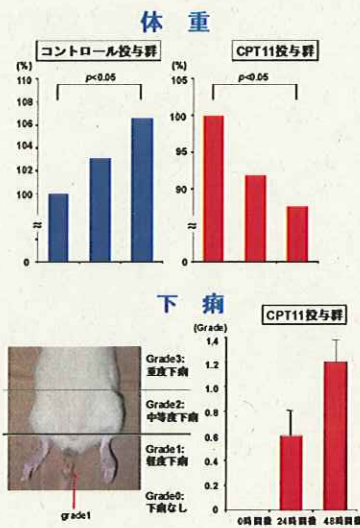 体 重
コントロール投与群
CPT11投与群
(%)
110
108
106
104
102
100
0
p<0.05
(%)
105
100
95
90
0
p<0.05
下 痢
CPT11投与群
(Grade)
1.4
1.2
1.0
0.8
0.6
0.4
0.2
0
0時間後 24時間後 48時間後
Grade3:
重度下痢
Grade2:
中等度下痢
Grade1:
軽度下痢
Grade0:
下痢なし
grade1